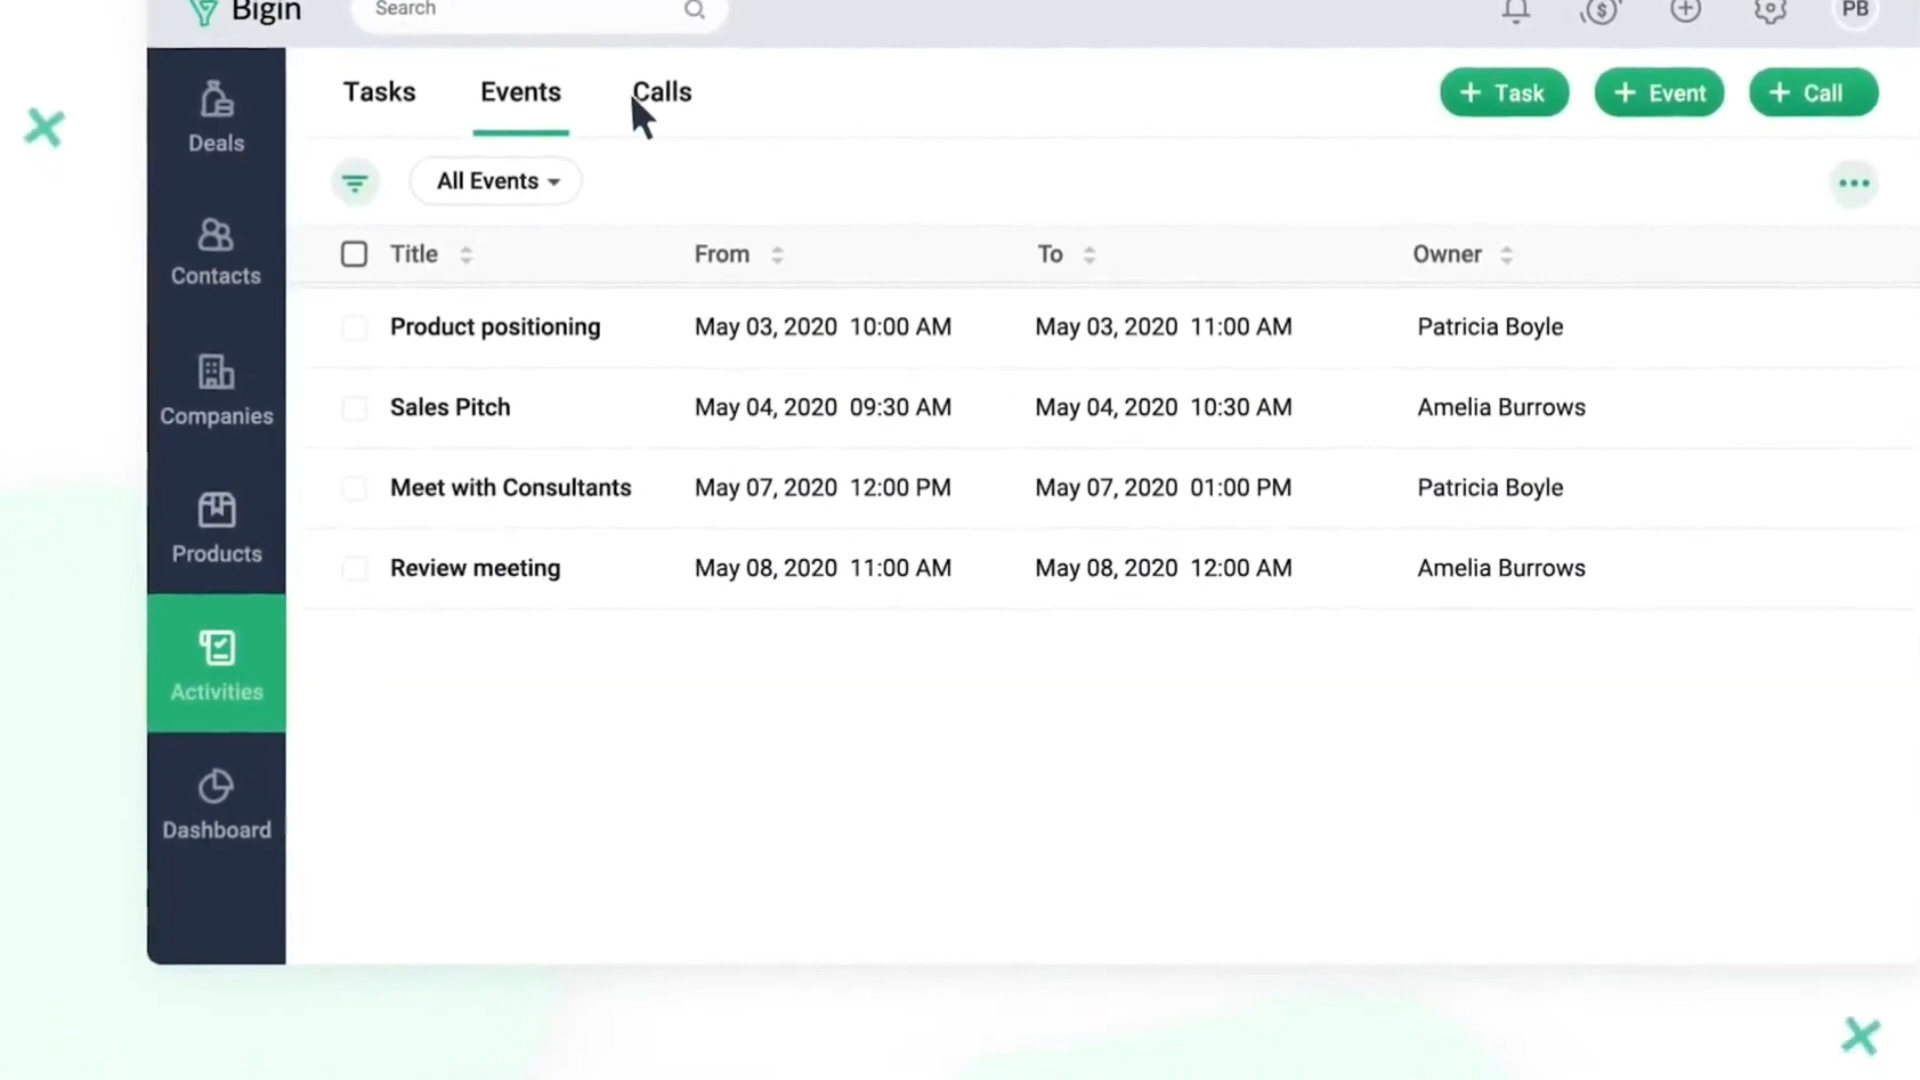 Bigin
Search
PB
Deals
Contacts
Companies
Products
Activities
Dashboard
Tasks Events Calls
+ Task + Event + Call
All Events
Title From To Owner
Product positioning May 03, 2020 10:00 AM May 03, 2020 11:00 AM Patricia Boyle
Sales Pitch May 04, 2020 09:30 AM May 04, 2020 10:30 AM Amelia Burrows
Meet with Consultants May 07, 2020 12:00 PM May 07, 2020 01:00 PM Patricia Boyle
Review meeting May 08, 2020 11:00 AM May 08, 2020 12:00 AM Amelia Burrows